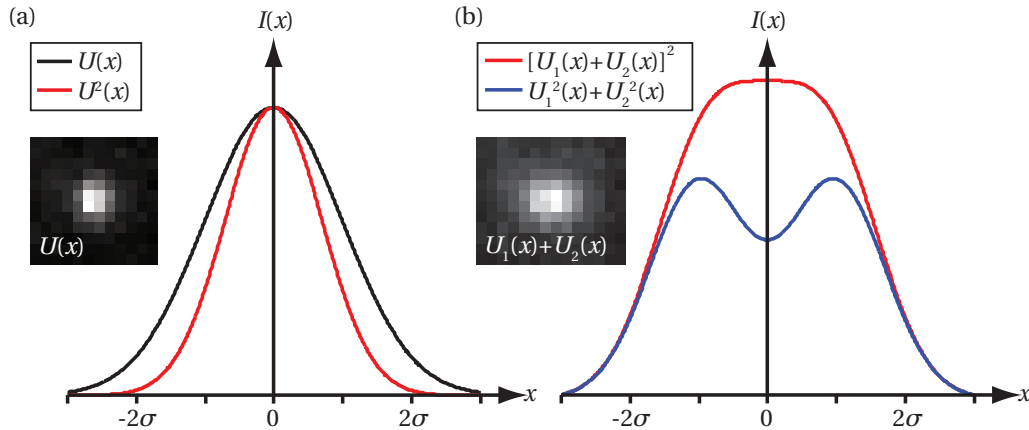 (a)
I(x)
U(x)
U²(x)
U(x)
-2σ
0
2σ
x
(b)
I(x)
[U₁(x)+U₂(x)]²
U₁²(x)+U₂²(x)
U₁(x)+U₂(x)
-2σ
0
2σ
x